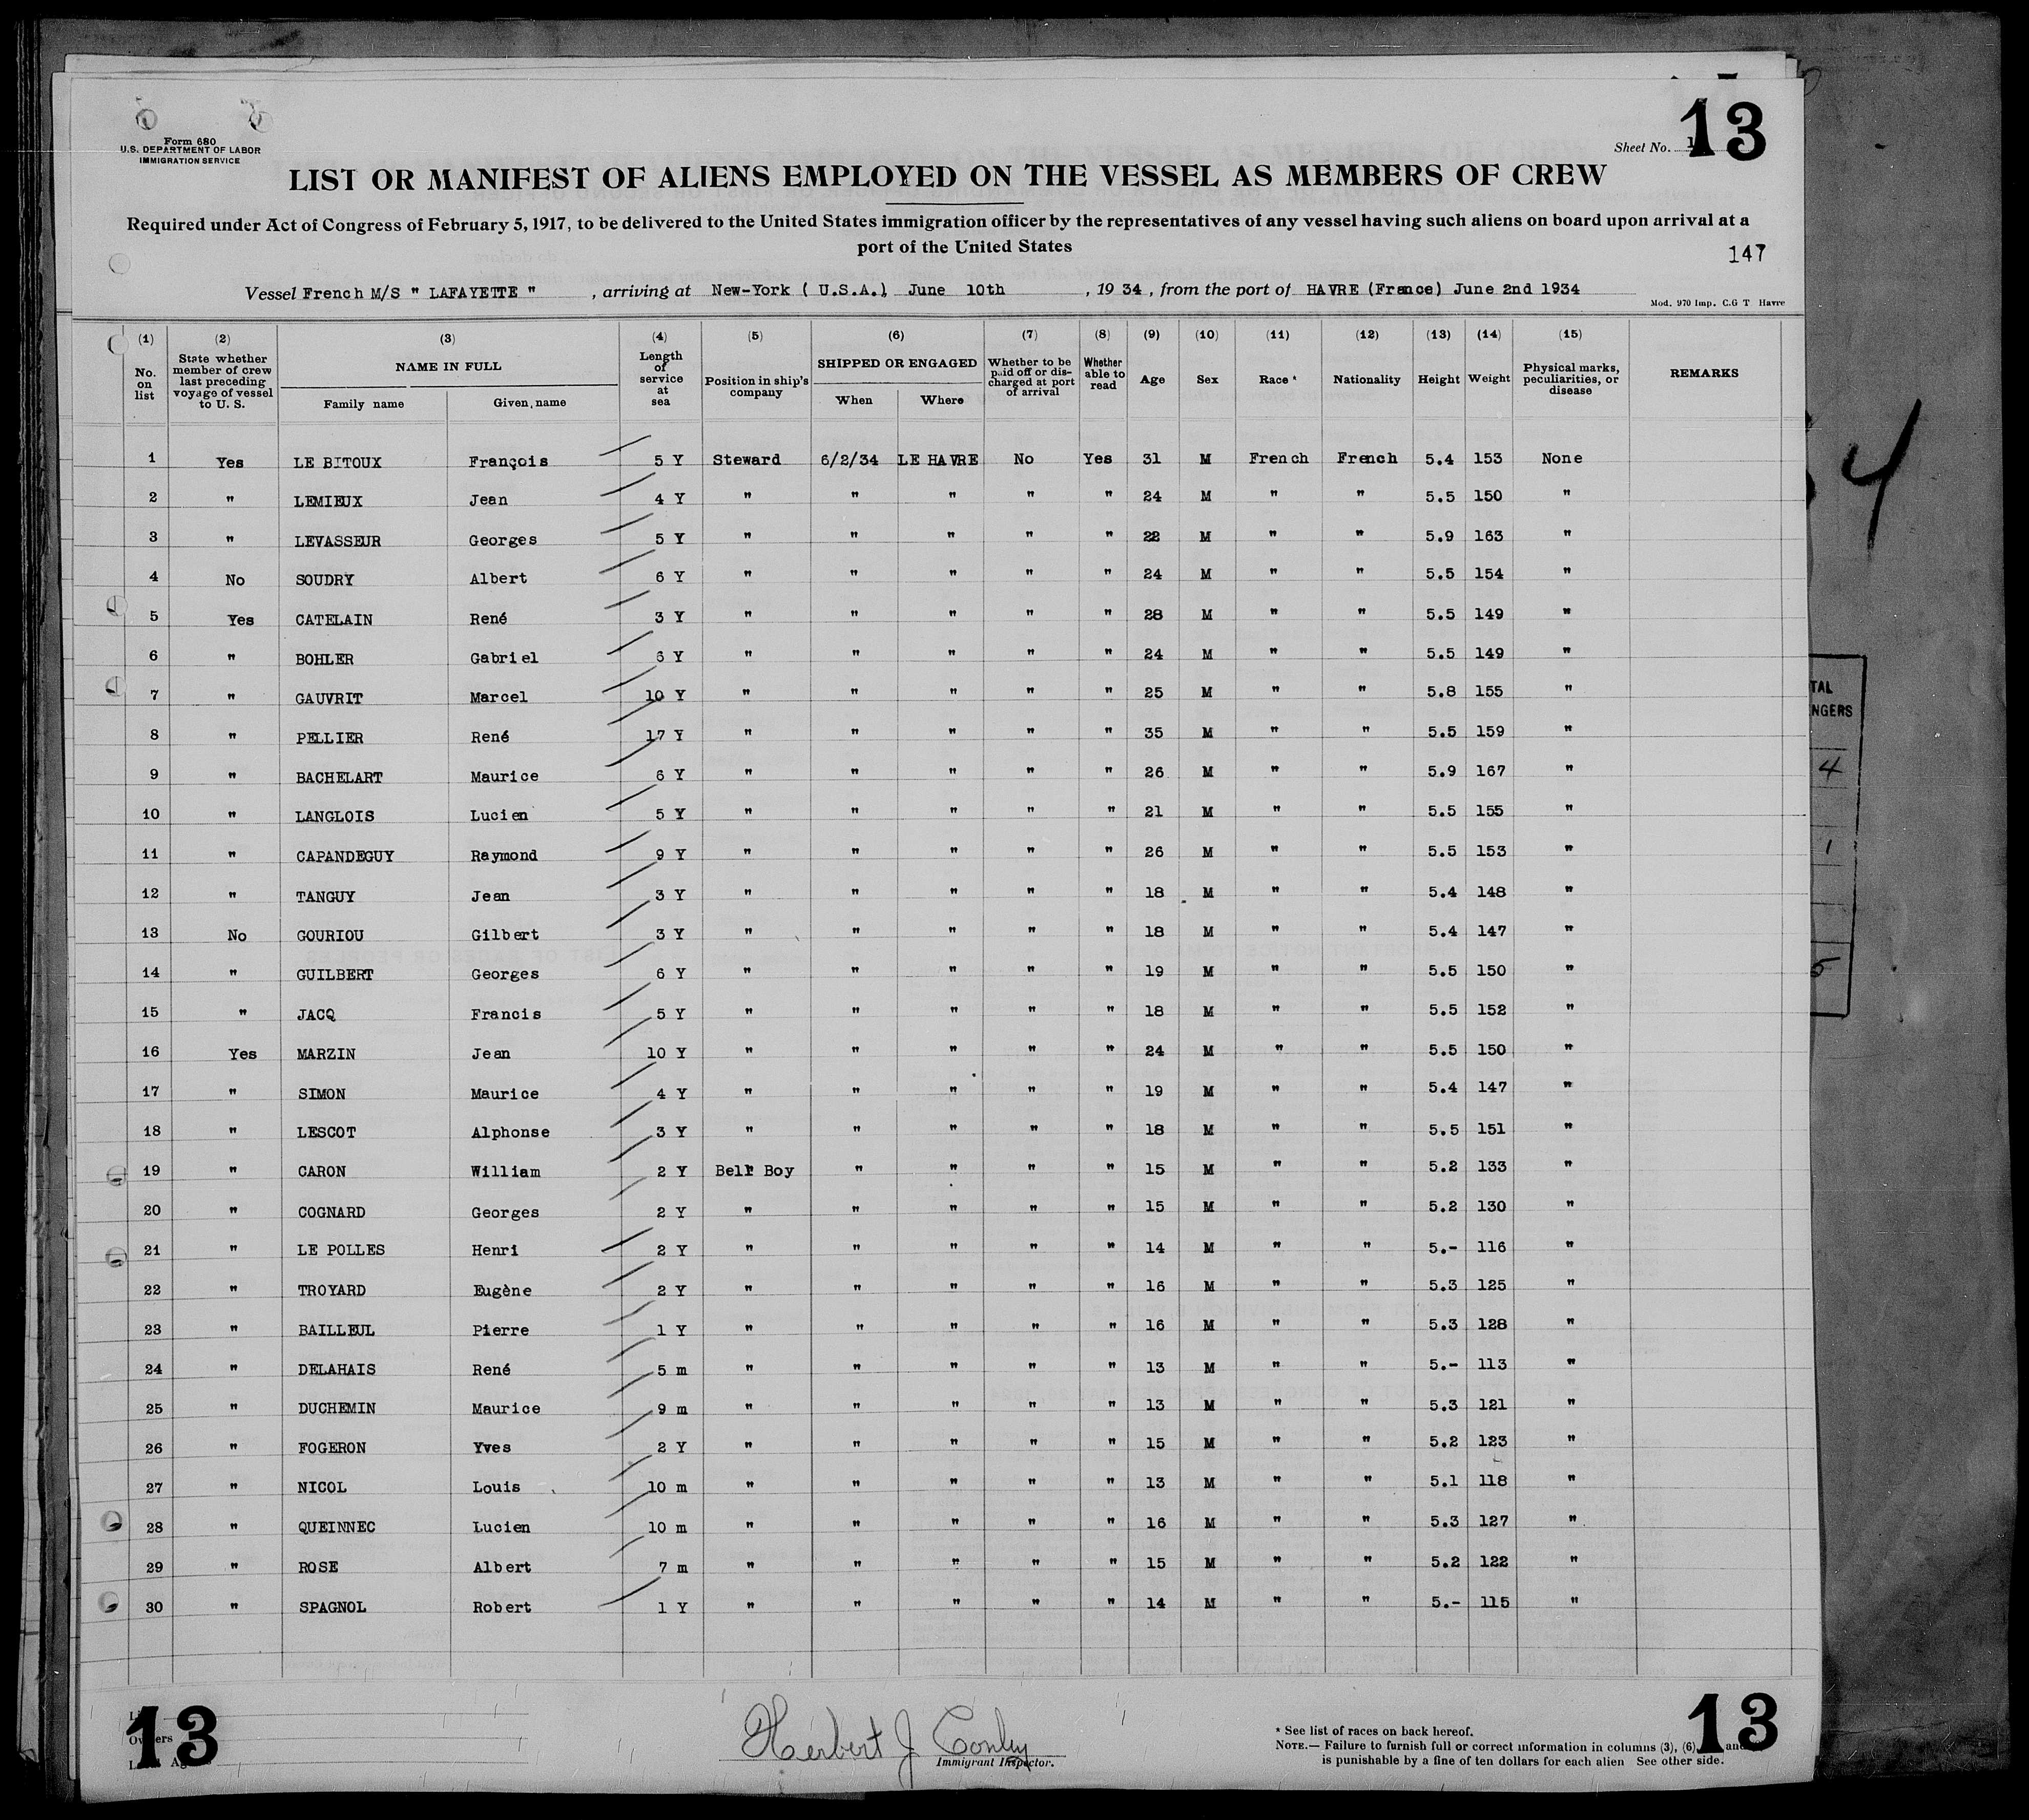 Form 680
U.S. DEPARTMENT OF LABOR
IMMIGRATION SERVICE
Sheet No. 13
LIST OR MANIFEST OF ALIENS EMPLOYED ON THE VESSEL AS MEMBERS OF CREW
Required under Act of Congress of February 5, 1917, to be delivered to the United States immigration officer by the representatives of any vessel having such aliens on board upon arrival at a
port of the United States
147
Vessel French M/S " LAFAYETTE " , arriving at New-York ( U.S.A.) June 10th , 1934 , from the port of HAVRE (France) June 2nd 1934
Mod. 970 Imp. C.G T Havre
(1) No. on list (2) State whether member of crew last preceding voyage of vessel to U. S. (3) NAME IN FULL Family name Given name (4) Length of service at sea (5) Position in ship's company (6) SHIPPED OR ENGAGED When Where (7) Whether to be paid off or discharged at port of arrival (8) Whether able to read (9) Age (10) Sex (11) Race * (12) Nationality (13) Height (14) Weight (15) Physical marks, peculiarities, or disease REMARKS
1 Yes LE BITOUX François 5 Y Steward 6/2/34 LE HAVRE No Yes 31 M French French 5.4 153 None
2 " LEMIEUX Jean 4 Y " " " " " 24 M " " 5.5 150 "
3 " LEVASSEUR Georges 5 Y " " " " " 22 M " " 5.9 163 "
4 No SOUDRY Albert 6 Y " " " " " 24 M " " 5.5 154 "
5 Yes CATELAIN René 3 Y " " " " " 28 M " " 5.5 149 "
6 " BOHLER Gabriel 6 Y " " " " " 24 M " " 5.5 149 "
7 " GAUVRIT Marcel 10 Y " " " " " 25 M " " 5.8 155 "
8 " PELLIER René 17 Y " " " " " 35 M " " 5.5 159 "
9 " BACHELART Maurice 6 Y " " " " " 26 M " " 5.9 167 "
10 " LANGLOIS Lucien 5 Y " " " " " 21 M " " 5.5 155 "
11 " CAPANDEGUY Raymond 9 Y " " " " " 26 M " " 5.5 153 "
12 " TANGUY Jean 3 Y " " " " " 18 M " " 5.4 148 "
13 No GOURIOU Gilbert 3 Y " " " " " 18 M " " 5.4 147 "
14 " GUILBERT Georges 6 Y " " " " " 19 M " " 5.5 150 "
15 " JACQ Francis 5 Y " " " " " 18 M " " 5.5 152 "
16 Yes MARZIN Jean 10 Y " " " " " 24 M " " 5.5 150 "
17 " SIMON Maurice 4 Y " " " " " 19 M " " 5.4 147 "
18 " LESCOT Alphonse 3 Y " " " " " 18 M " " 5.5 151 "
19 " CARON William 2 Y Bell Boy " " " " 15 M " " 5.2 133 "
20 " COGNARD Georges 2 Y " " " " " 15 M " " 5.2 130 "
21 " LE POLLES Henri 2 Y " " " " " 14 M " " 5.- 116 "
22 " TROYARD Eugène 2 Y " " " " " 16 M " " 5.3 125 "
23 " BAILLEUL Pierre 1 Y " " " " " 16 M " " 5.3 128 "
24 " DELAHAIS René 5 m " " " " " 13 M " " 5.- 113 "
25 " DUCHEMIN Maurice 9 m " " " " " 13 M " " 5.3 121 "
26 " FOGERON Yves 2 Y " " " " " 15 M " " 5.2 123 "
27 " NICOL Louis 10 m " " " " " 13 M " " 5.1 118 "
28 " QUEINNEC Lucien 10 m " " " " " 16 M " " 5.3 127 "
29 " ROSE Albert 7 m " " " " " 15 M " " 5.2 122 "
30 " SPAGNOL Robert 1 Y " " " " " 14 M " " 5.- 115 "
13
Herbert J Conley
Immigrant Inspector.
* See list of races on back hereof.
NOTE.— Failure to furnish full or correct information in columns (3), (6), and
is punishable by a fine of ten dollars for each alien See other side.
13
4
4
1
5